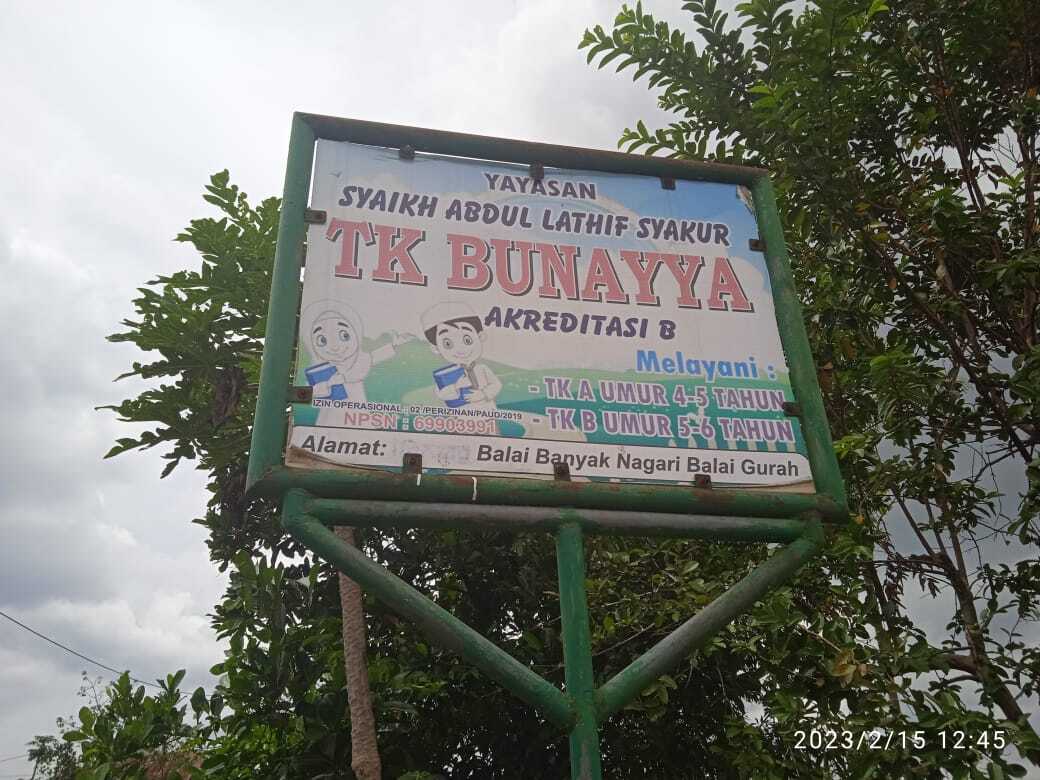 YAYASAN
SYAIKH ABDUL LATHIF SYAKUR
TK BUNAYYA
AKREDITASI B
Melayani :
- TK A UMUR 4-5 TAHUN
- TK B UMUR 5-6 TAHUN
IZIN OPERASIONAL : 02 /PERIZINAN/PAUD/2019
NPSN : 69903991
Alamat: Balai Banyak Nagari Balai Gurah
2023/2/15 12:45